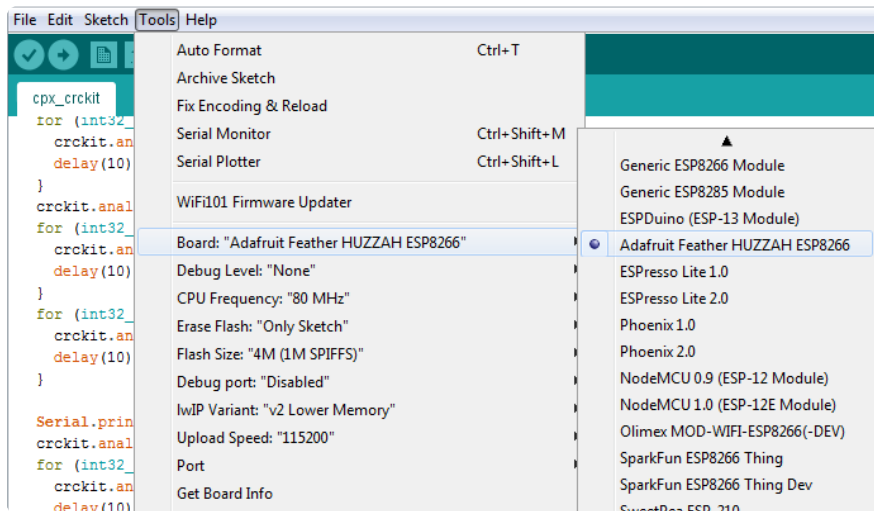 File Edit Sketch Tools Help
cpx_crckit
for (int32_
crckit.an
delay(10)
}
crckit.anal
for (int32_
crckit.an
delay(10)
}
for (int32_
crckit.an
delay(10)
}
Serial.prin
crckit.anal
for (int32_
crckit.an
delay(10)
Auto Format Ctrl+T
Archive Sketch
Fix Encoding & Reload
Serial Monitor Ctrl+Shift+M
Serial Plotter Ctrl+Shift+L
WiFi101 Firmware Updater
Board: "Adafruit Feather HUZZAH ESP8266"
Debug Level: "None"
CPU Frequency: "80 MHz"
Erase Flash: "Only Sketch"
Flash Size: "4M (1M SPIFFS)"
Debug port: "Disabled"
lwIP Variant: "v2 Lower Memory"
Upload Speed: "115200"
Port
Get Board Info
Generic ESP8266 Module
Generic ESP8285 Module
ESPDuino (ESP-13 Module)
Adafruit Feather HUZZAH ESP8266
ESPresso Lite 1.0
ESPresso Lite 2.0
Phoenix 1.0
Phoenix 2.0
NodeMCU 0.9 (ESP-12 Module)
NodeMCU 1.0 (ESP-12E Module)
Olimex MOD-WIFI-ESP8266(-DEV)
SparkFun ESP8266 Thing
SparkFun ESP8266 Thing Dev
SweetPea ESP-210